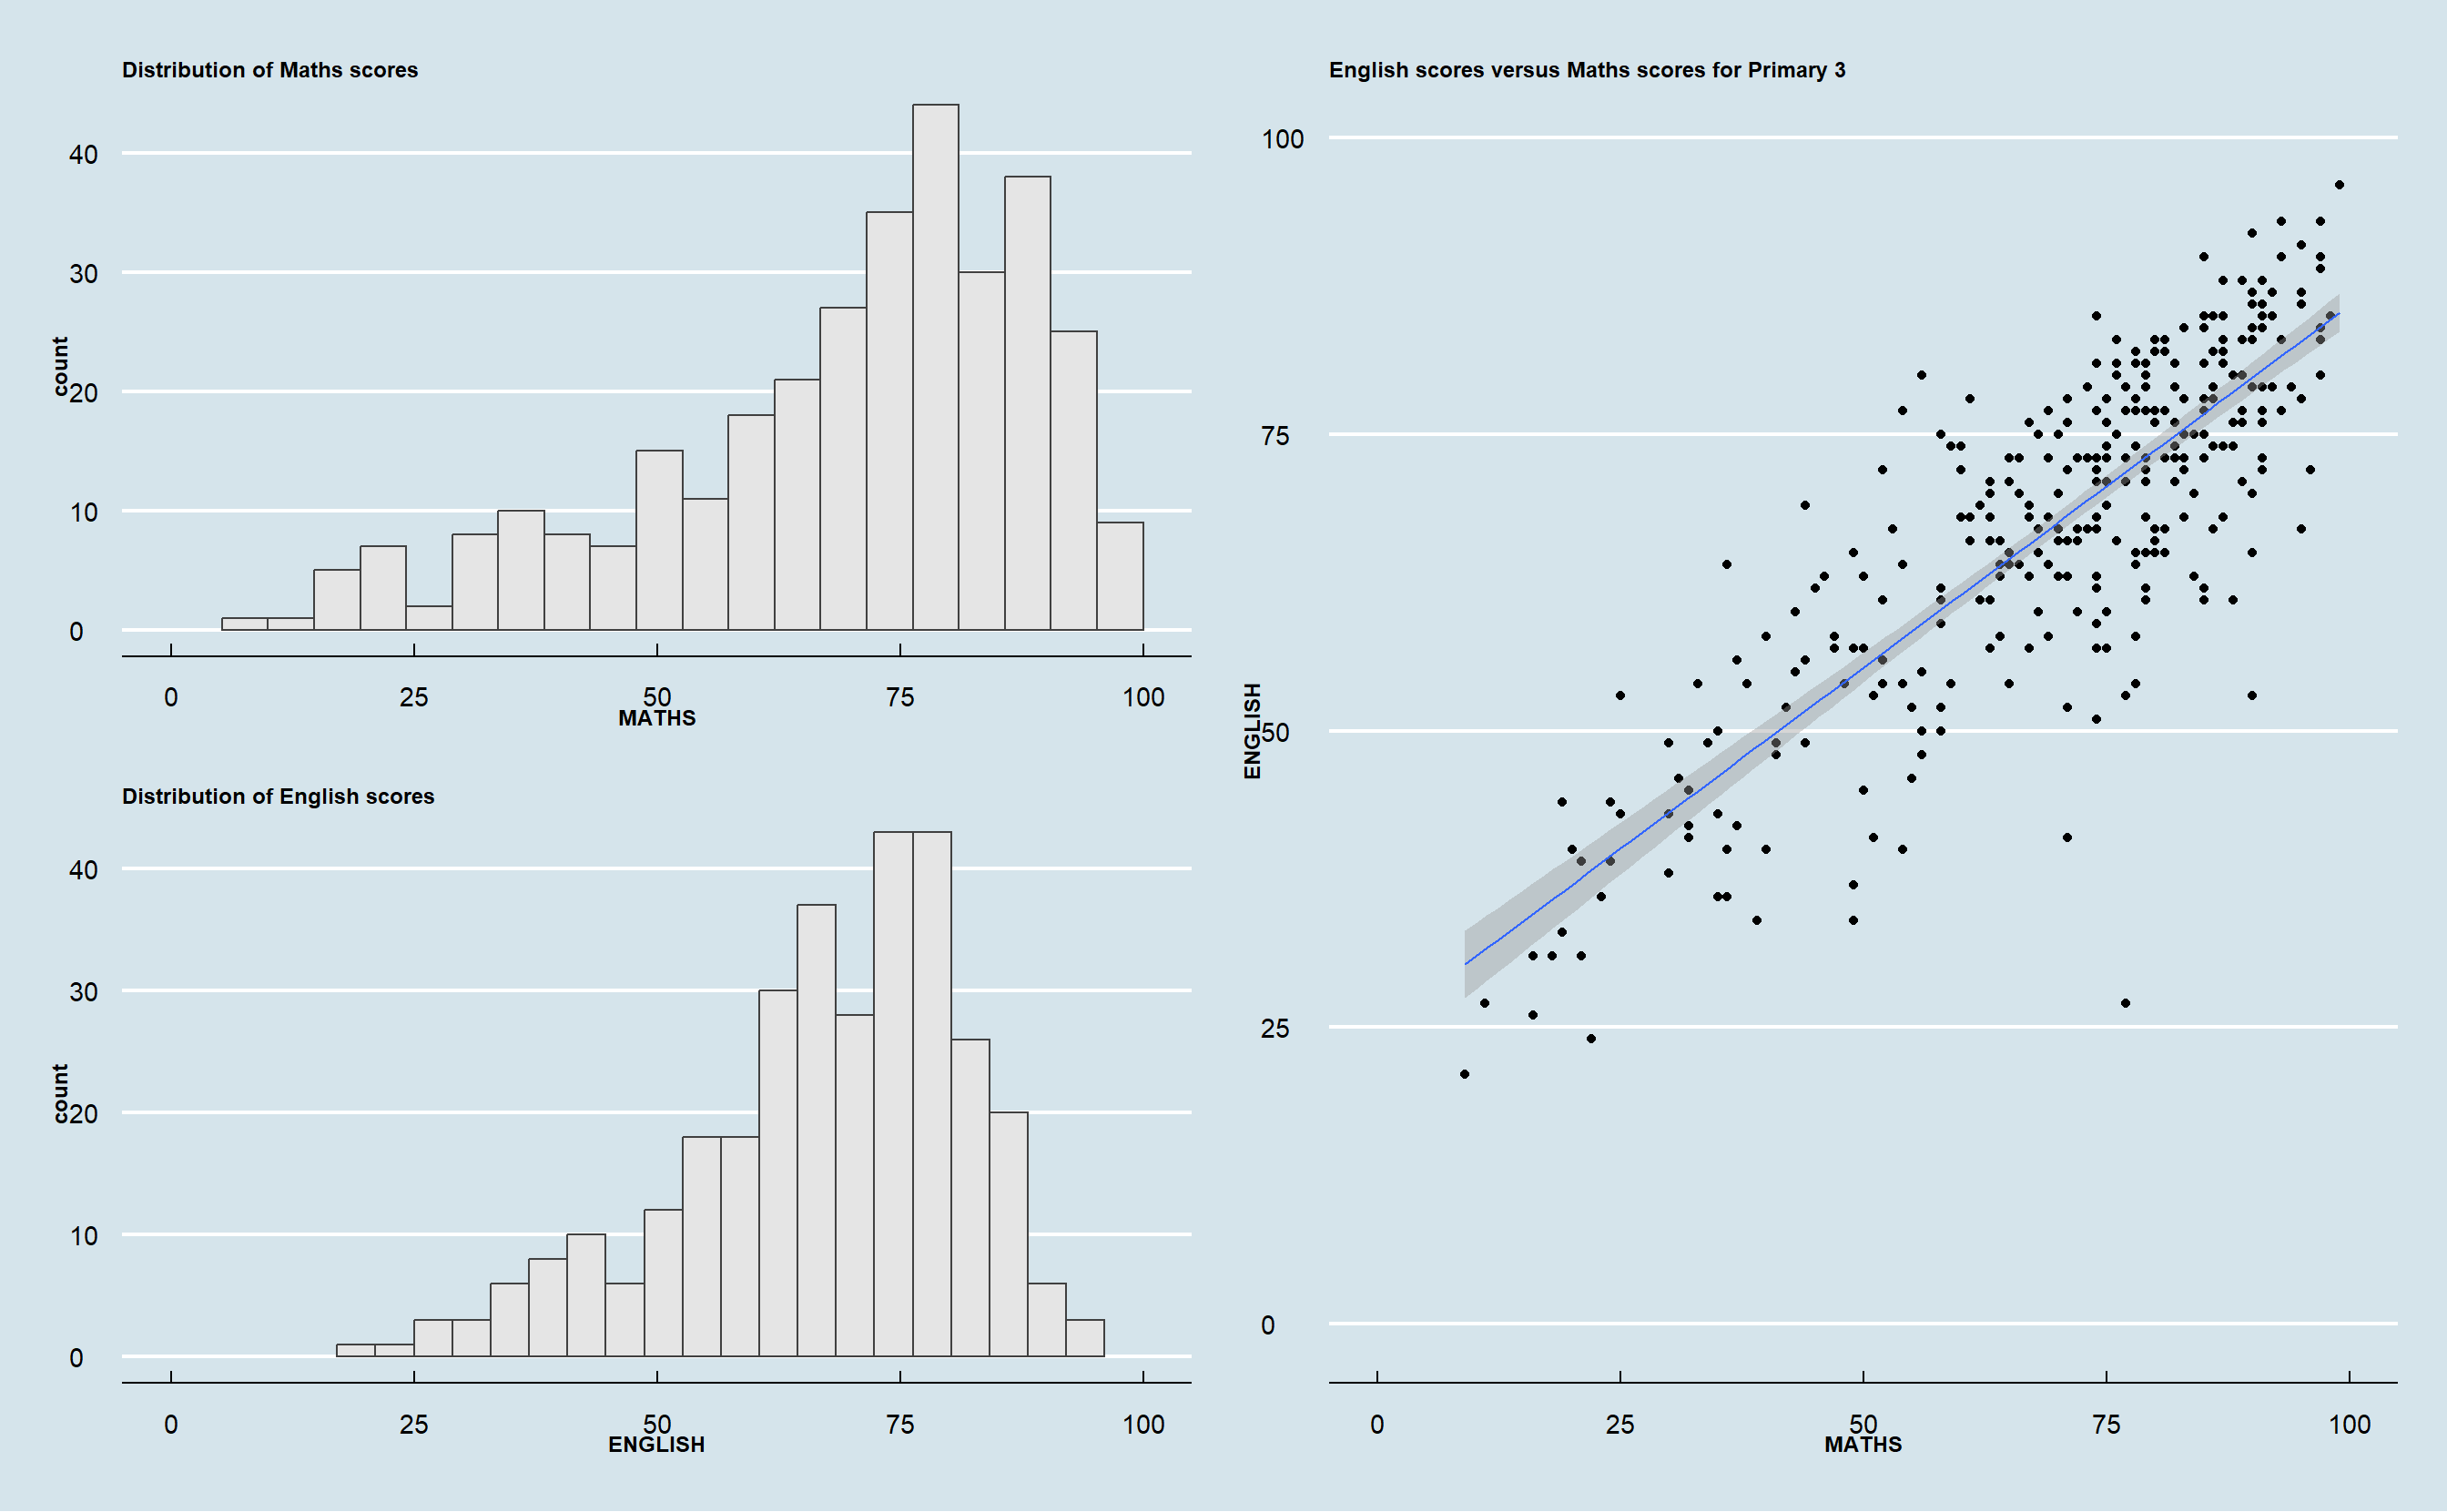 Distribution of Maths scores
40
30
20
10
0
count
0 25 50 75 100
MATHS
Distribution of English scores
40
30
20
10
0
count
0 25 50 75 100
ENGLISH
English scores versus Maths scores for Primary 3
100
75
50
25
0
ENGLISH
0 25 50 75 100
MATHS